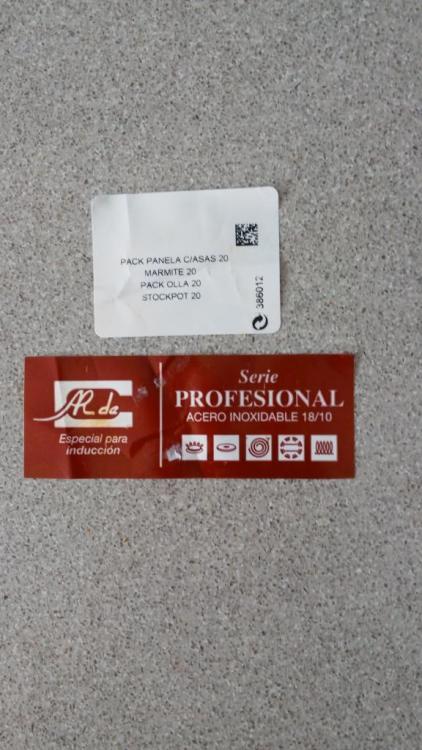 PACK PANELA C/ASAS 20
MARMITE 20
PACK OLLA 20
STOCKPOT 20
386012
Especial para
inducción
Serie
PROFESIONAL
ACERO INOXIDABLE 18/10